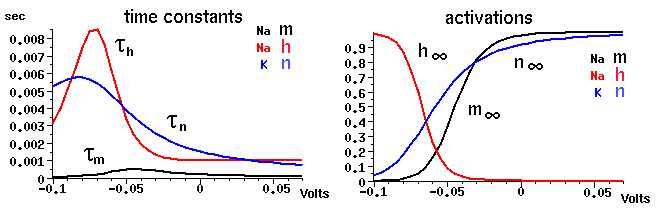 time constants
sec
0.008
0.007
0.006
0.005
0.004
0.003
0.002
0.001
0
-0.1
-0.05
0
0.05
Volts
τh
τn
τm
Na m
Na h
K n
activations
0.9
0.8
0.7
0.6
0.5
0.4
0.3
0.2
0.1
0
-0.1
-0.05
0
0.05
Volts
h∞
n∞
m∞
Na m
Na h
K n